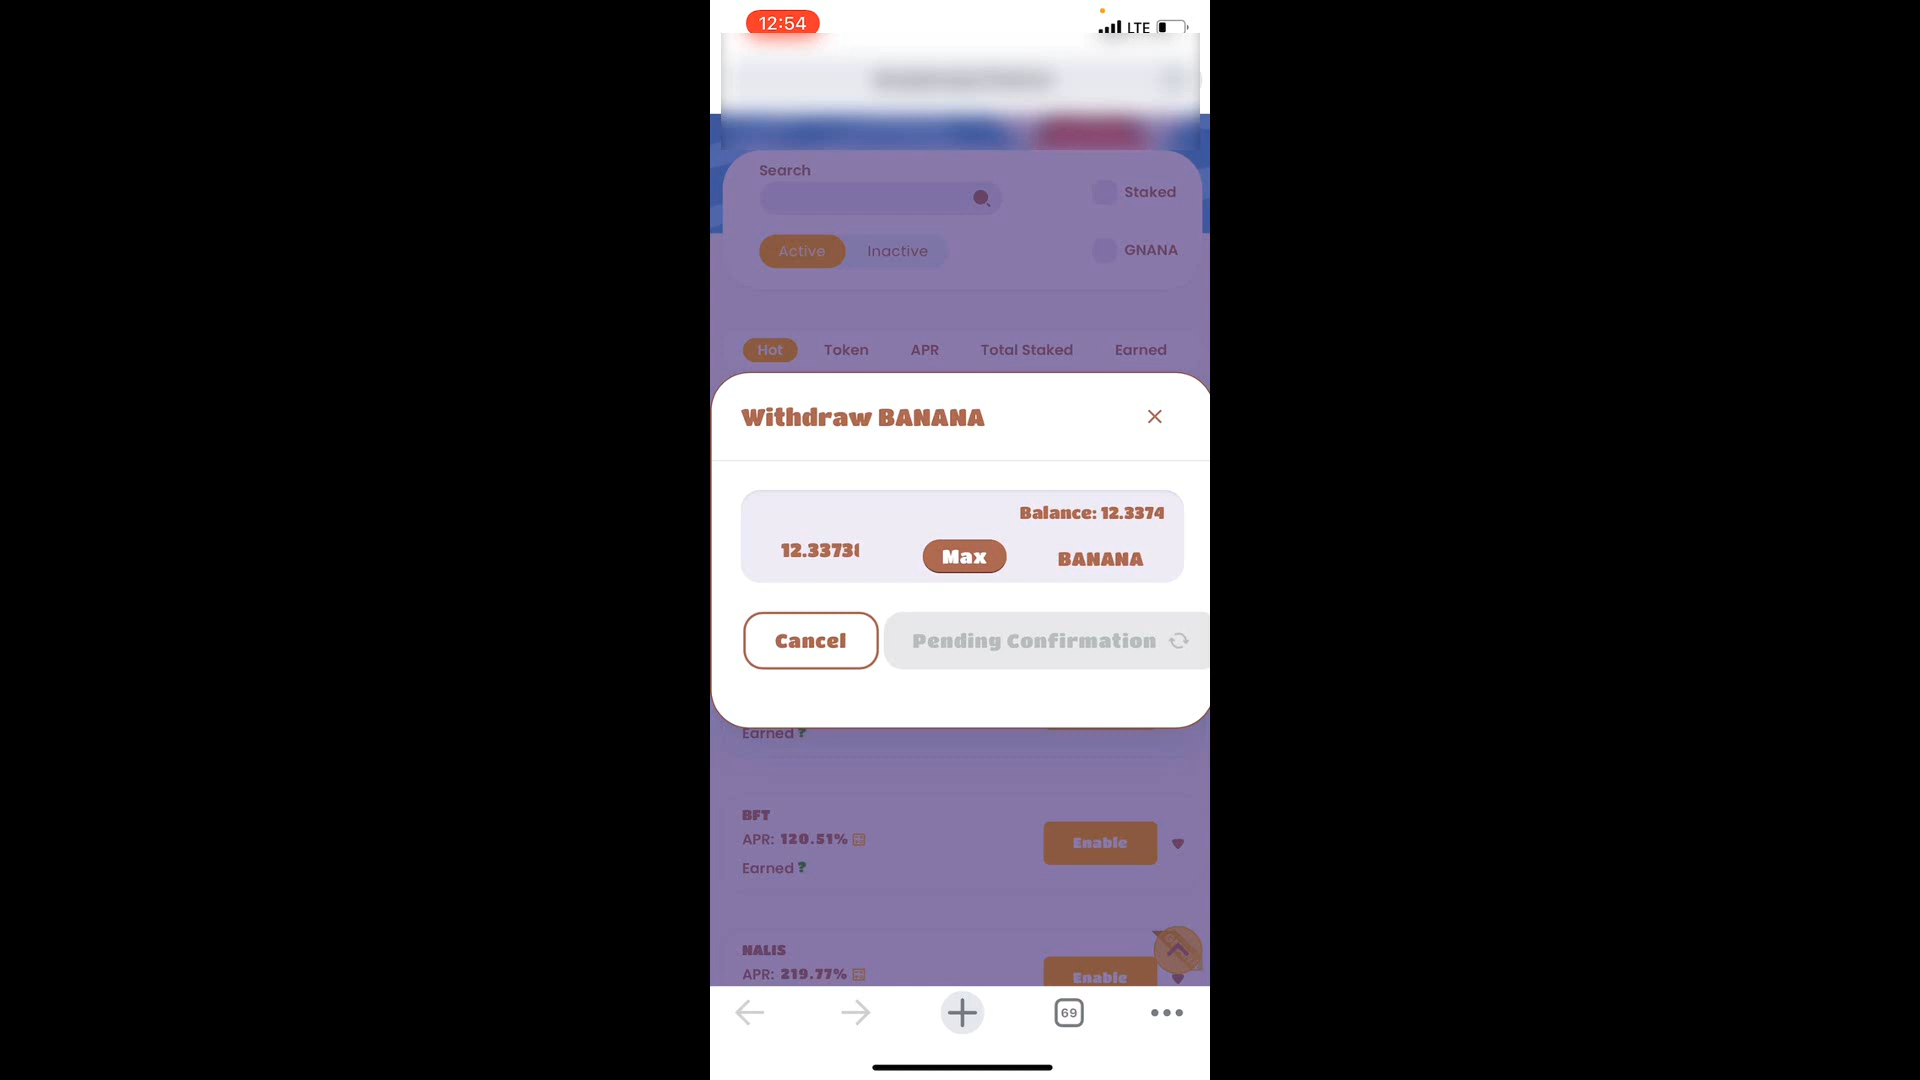 12:54
LTE
Search
Staked
Active
Inactive
GNANA
Hot
Token
APR
Total Staked
Earned
Withdraw BANANA
Balance: 12.3374
12.33738
Max
BANANA
Cancel
Pending Confirmation
Earned ?
BFT
APR: 120.51%
Enable
Earned ?
NALIS
APR: 219.77%
Enable
69